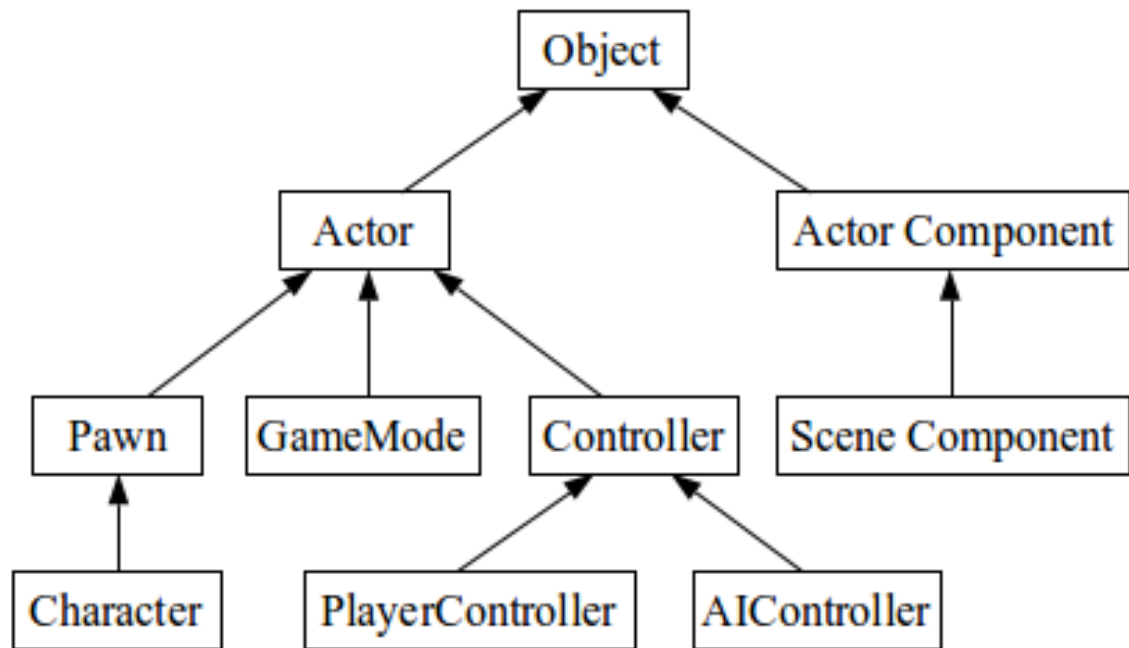 Object
Actor
Actor Component
Pawn
GameMode
Controller
Scene Component
Character
PlayerController
AIController